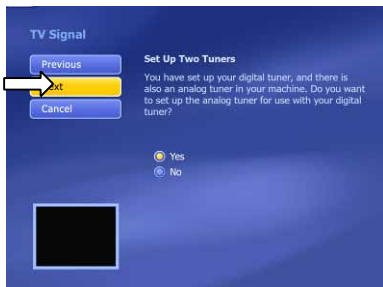 TV Signal
Previous
Cancel
Set Up Two Tuners
You have set up your digital tuner, and there is
also an analog tuner in your machine. Do you want
to set up the analog tuner for use with your digital
tuner?
Yes
No